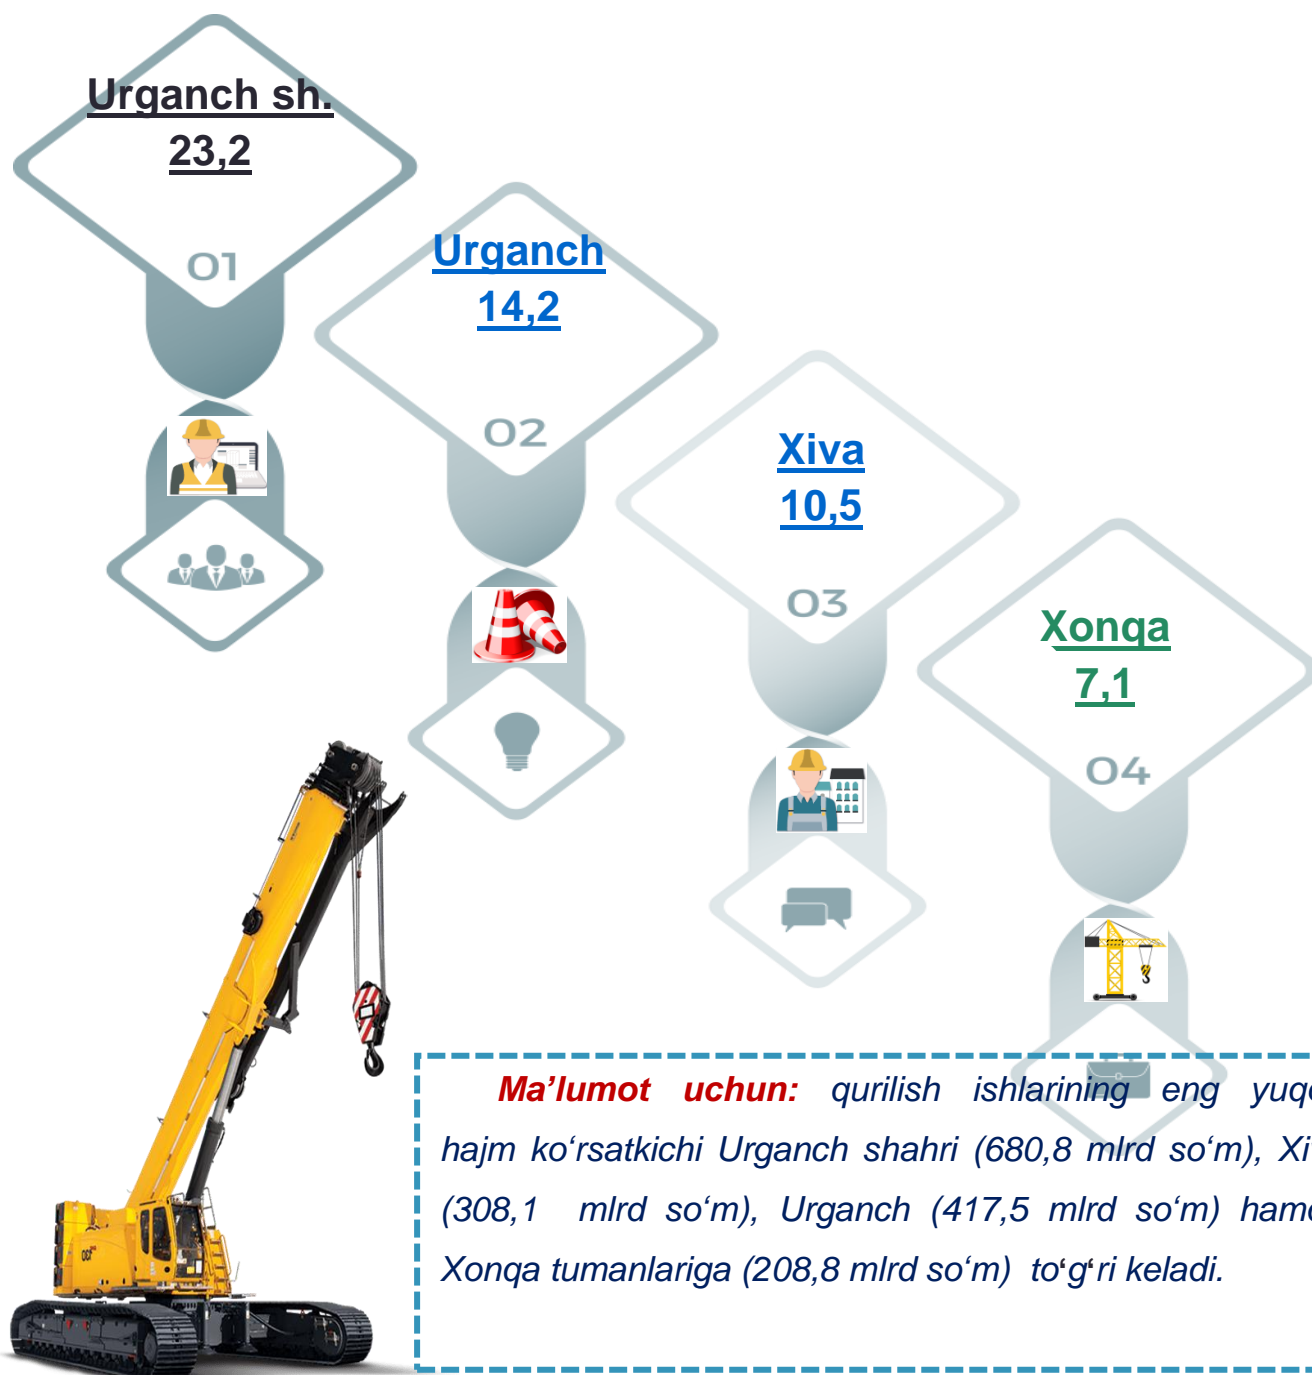 Urganch sh.
23,2
01
Urganch
14,2
02
Xiva
10,5
03
Xonqa
7,1
04
Ma’lumot uchun: qurilish ishlarining eng
hajm ko‘rsatkichi Urganch shahri (680,8 mlrd so‘m),
(308,1 mlrd so‘m), Urganch (417,5 mlrd so‘m)
Xonqa tumanlariga (208,8 mlrd so‘m) to‘g‘ri keladi.